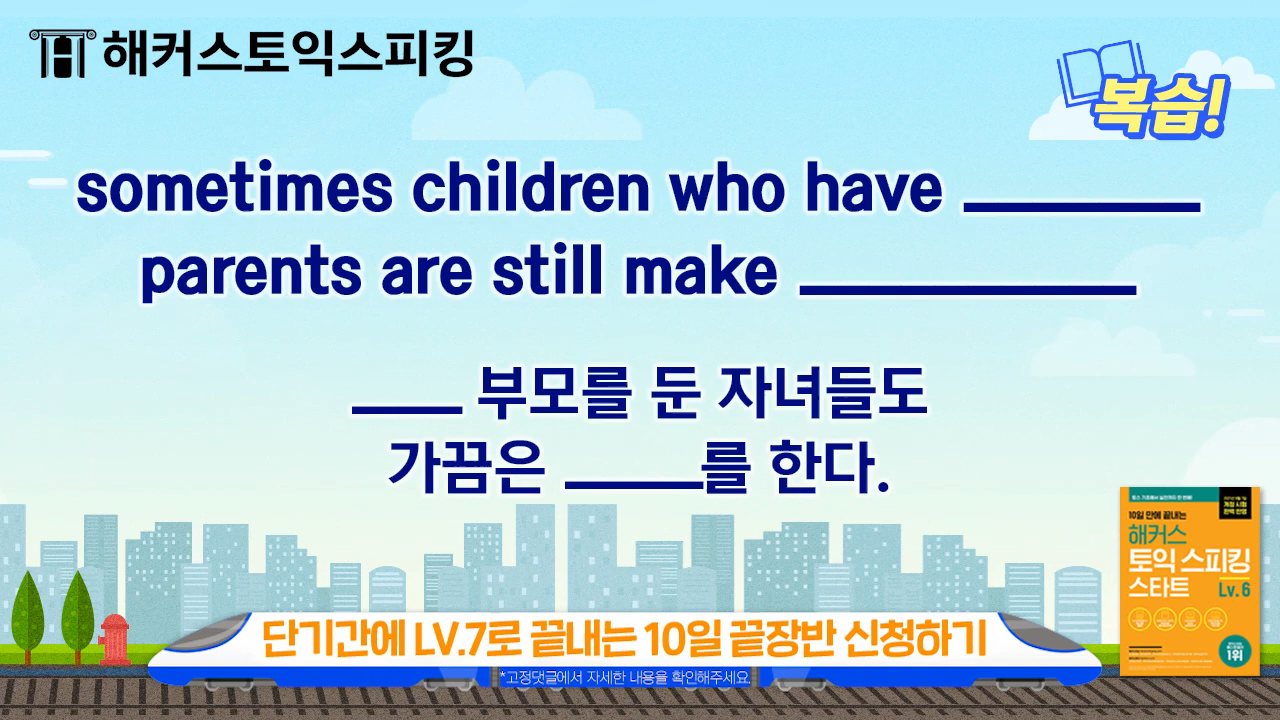 해커스토익스피킹
복습!
sometimes children who have
parents are still make
부모를 둔 자녀들도
가끔은 를 한다.
10일 만에 끝내는
해커스
토익스피킹
스타트 Lv. 6
1위
단기간에 LV.7로 끝내는 10일 끝장반 신청하기
*고정댓글에서 자세한 내용을 확인해주세요.